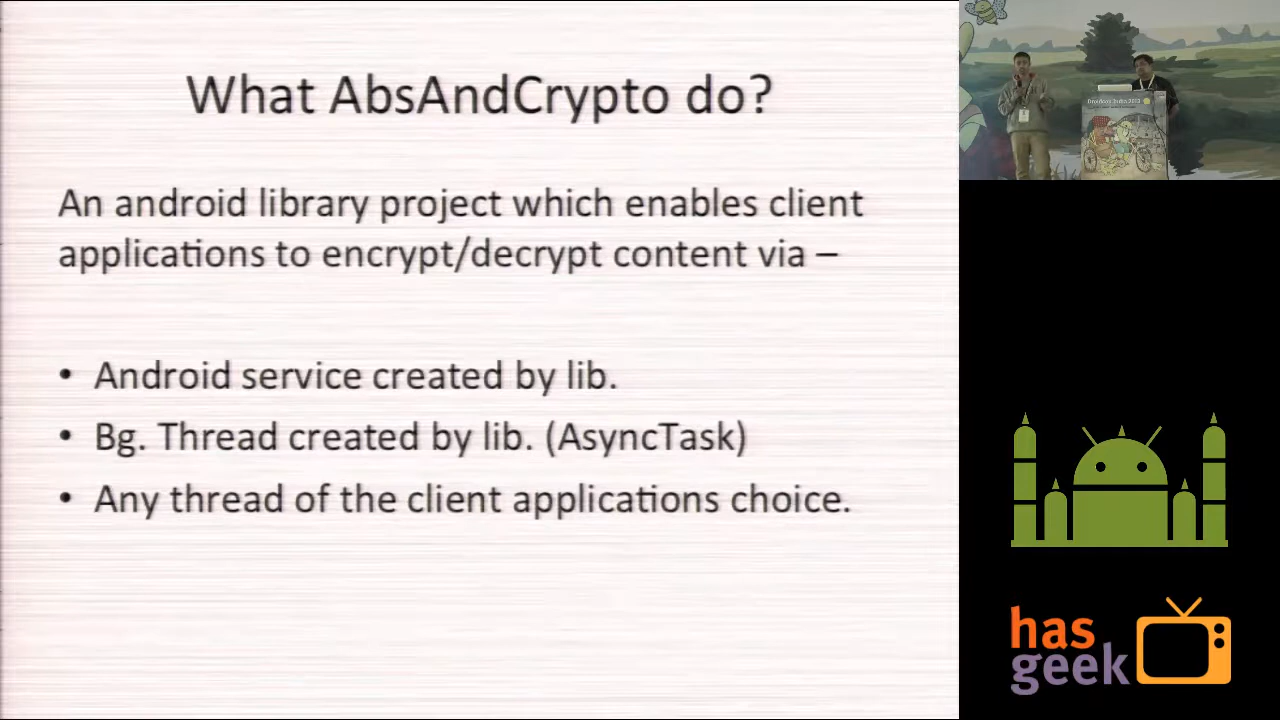 What AbsAndCrypto do?
An android library project which enables client
applications to encrypt/decrypt content via –
• Android service created by lib.
• Bg. Thread created by lib. (AsyncTask)
• Any thread of the client applications choice.
has
geek